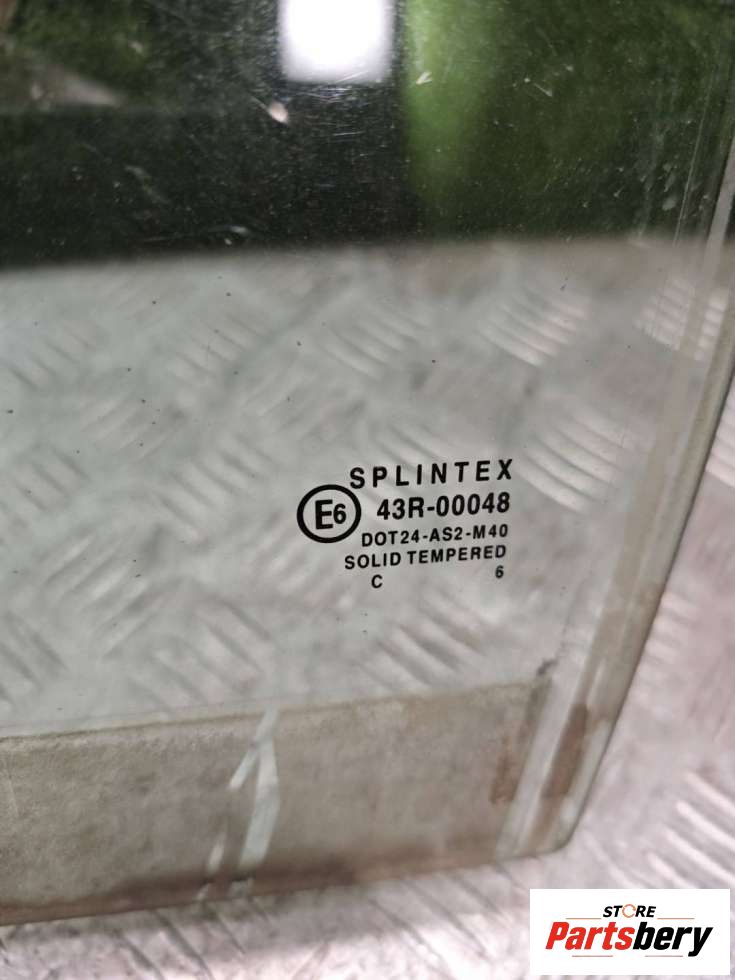 SPLINTEX
E6 43R-00048
DOT24-AS2-M40
SOLID TEMPERED
C 6
STORE
Partsbery